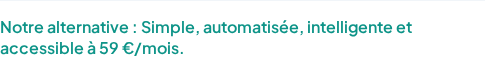 Notre alternative : Simple, automatisée, intelligente et
accessible à 59 €/mois.